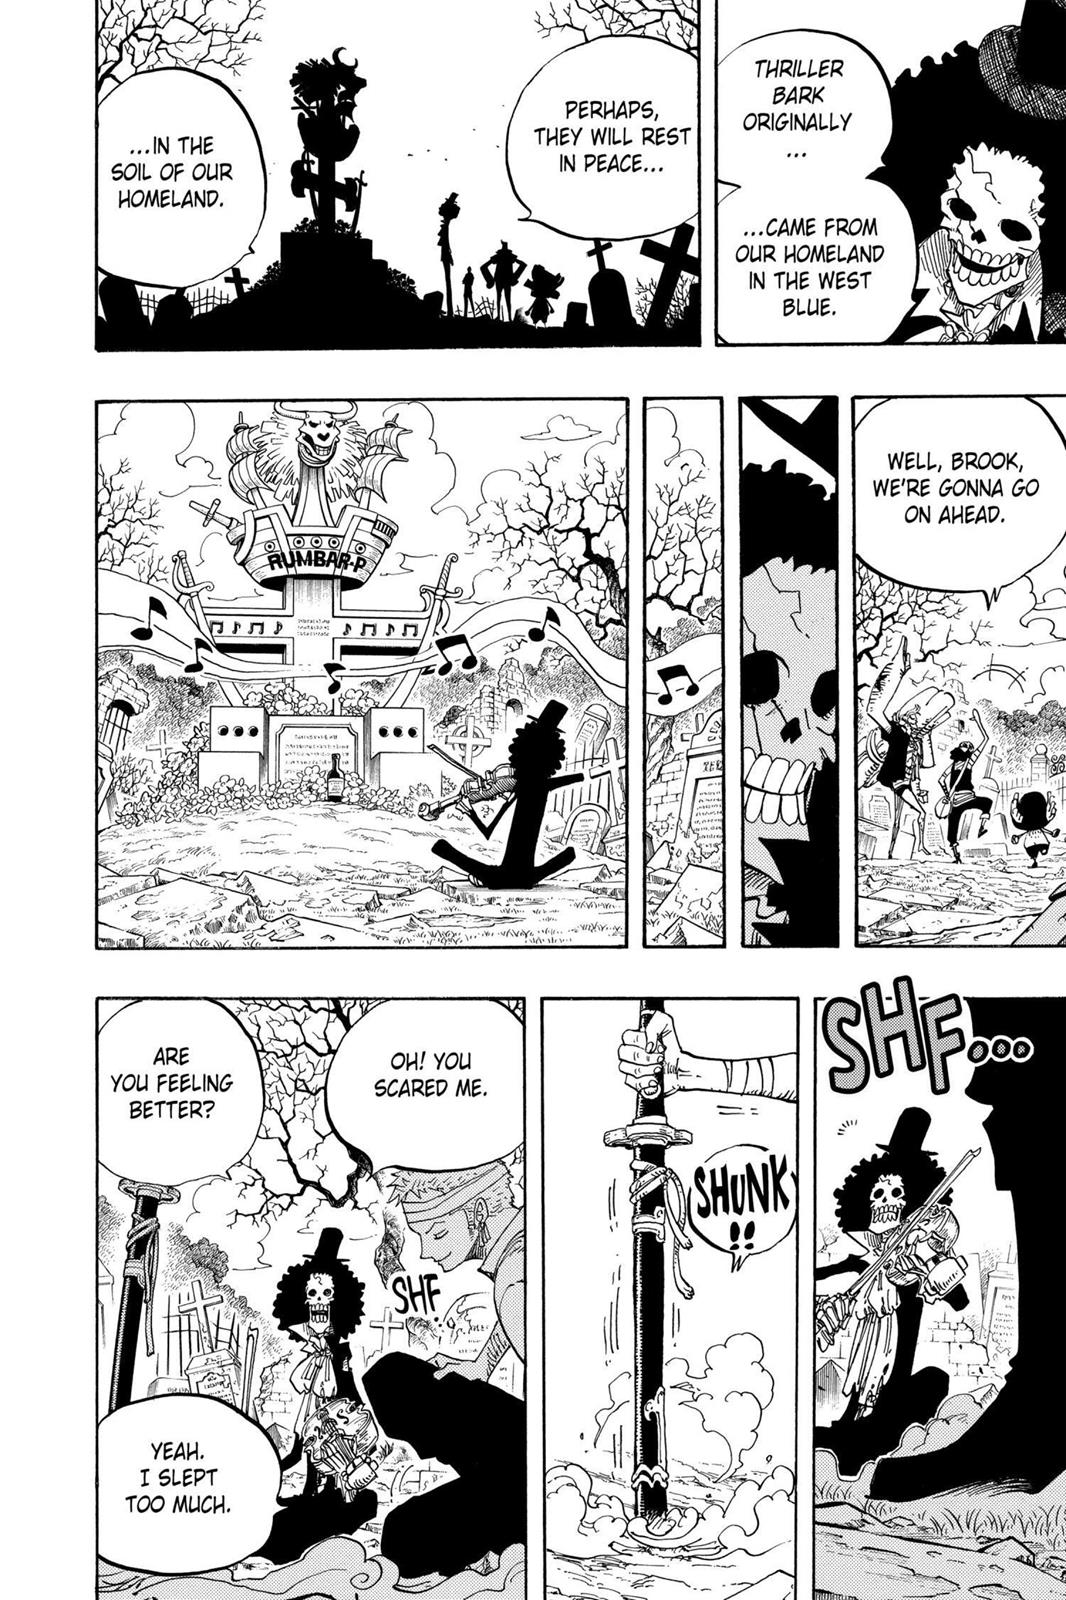 THRILLER
BARK
ORIGINALLY
...
...CAME FROM
OUR HOMELAND
IN THE WEST
BLUE.
PERHAPS,
THEY WILL REST
IN PEACE...
...IN THE
SOIL OF OUR
HOMELAND.
WELL, BROOK,
WE'RE GONNA GO
ON AHEAD.
RUMBAR-P
SHF...
SHUNK
!!
OH! YOU
SCARED ME.
ARE
YOU FEELING
BETTER?
SHF
YEAH.
I SLEPT
TOO MUCH.